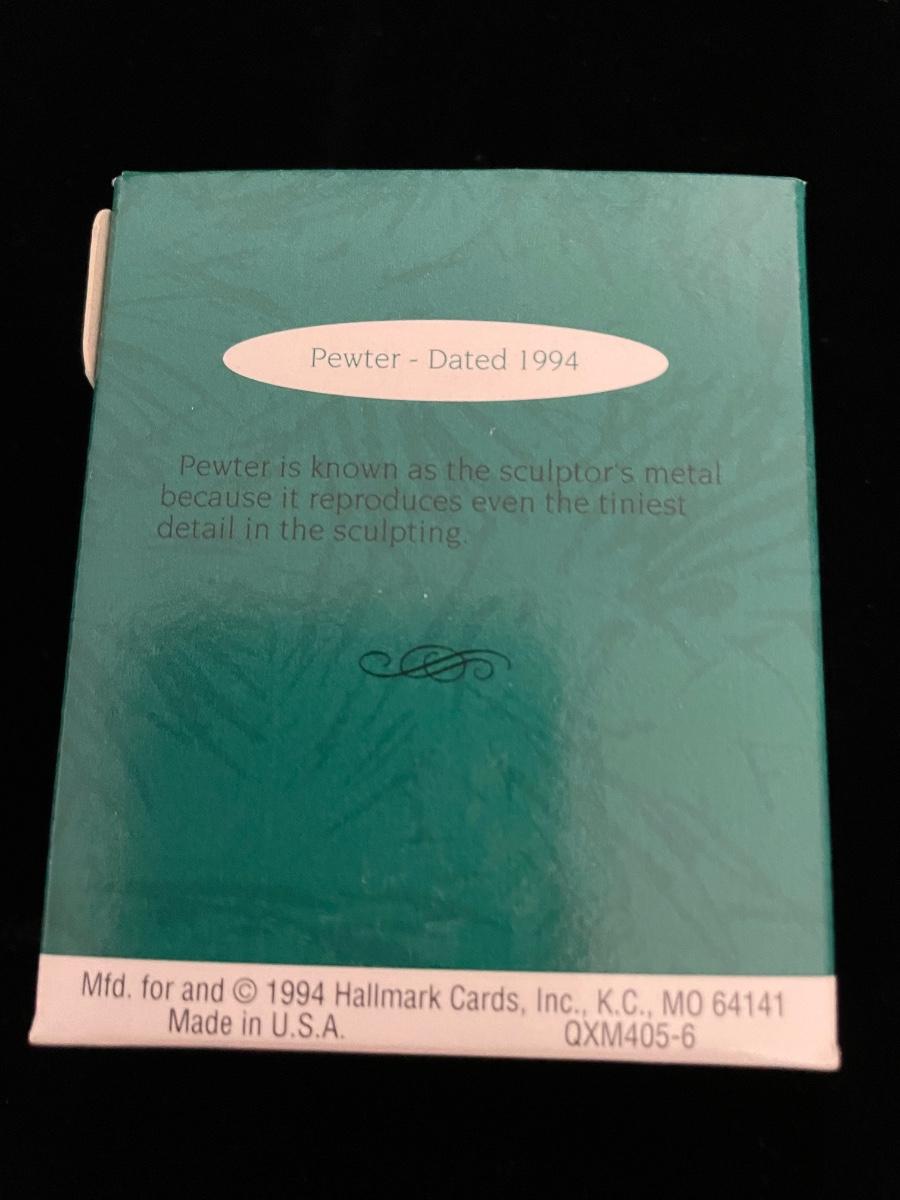 Pewter - Dated 1994
Pewter is known as the sculptor's metal
because it reproduces even the tiniest
detail in the sculpting.
Mfd. for and © 1994 Hallmark Cards, Inc., K.C., MO 64141
Made in U.S.A. QXM405-6